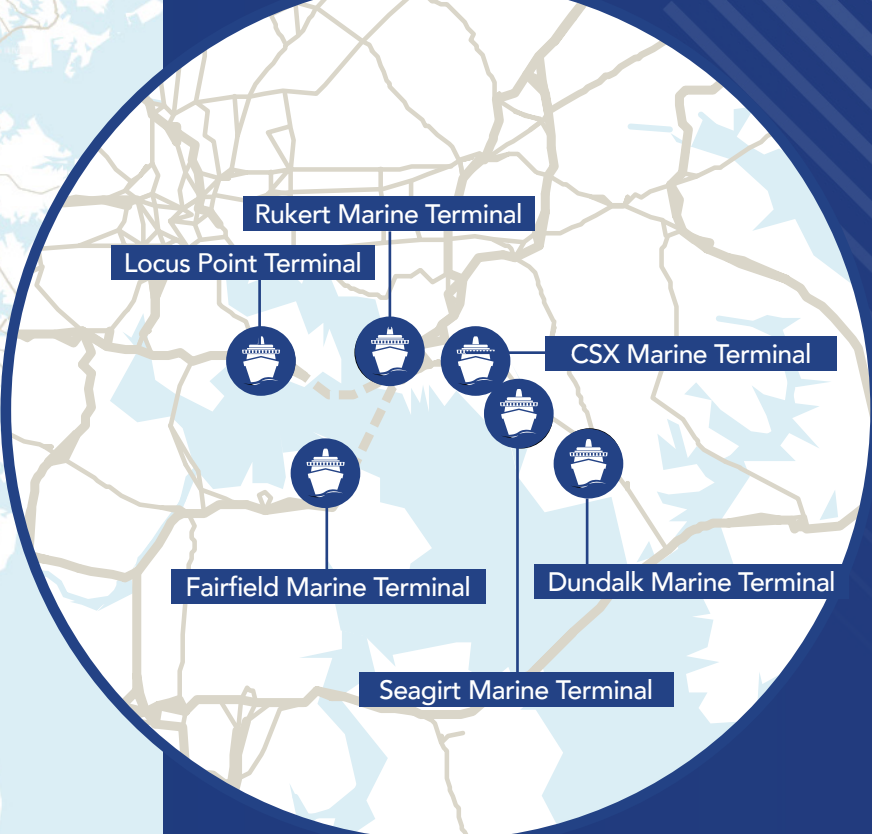 Rukert Marine Terminal
Locus Point Terminal
CSX Marine Terminal
Fairfield Marine Terminal
Dundalk Marine Terminal
Seagirt Marine Terminal